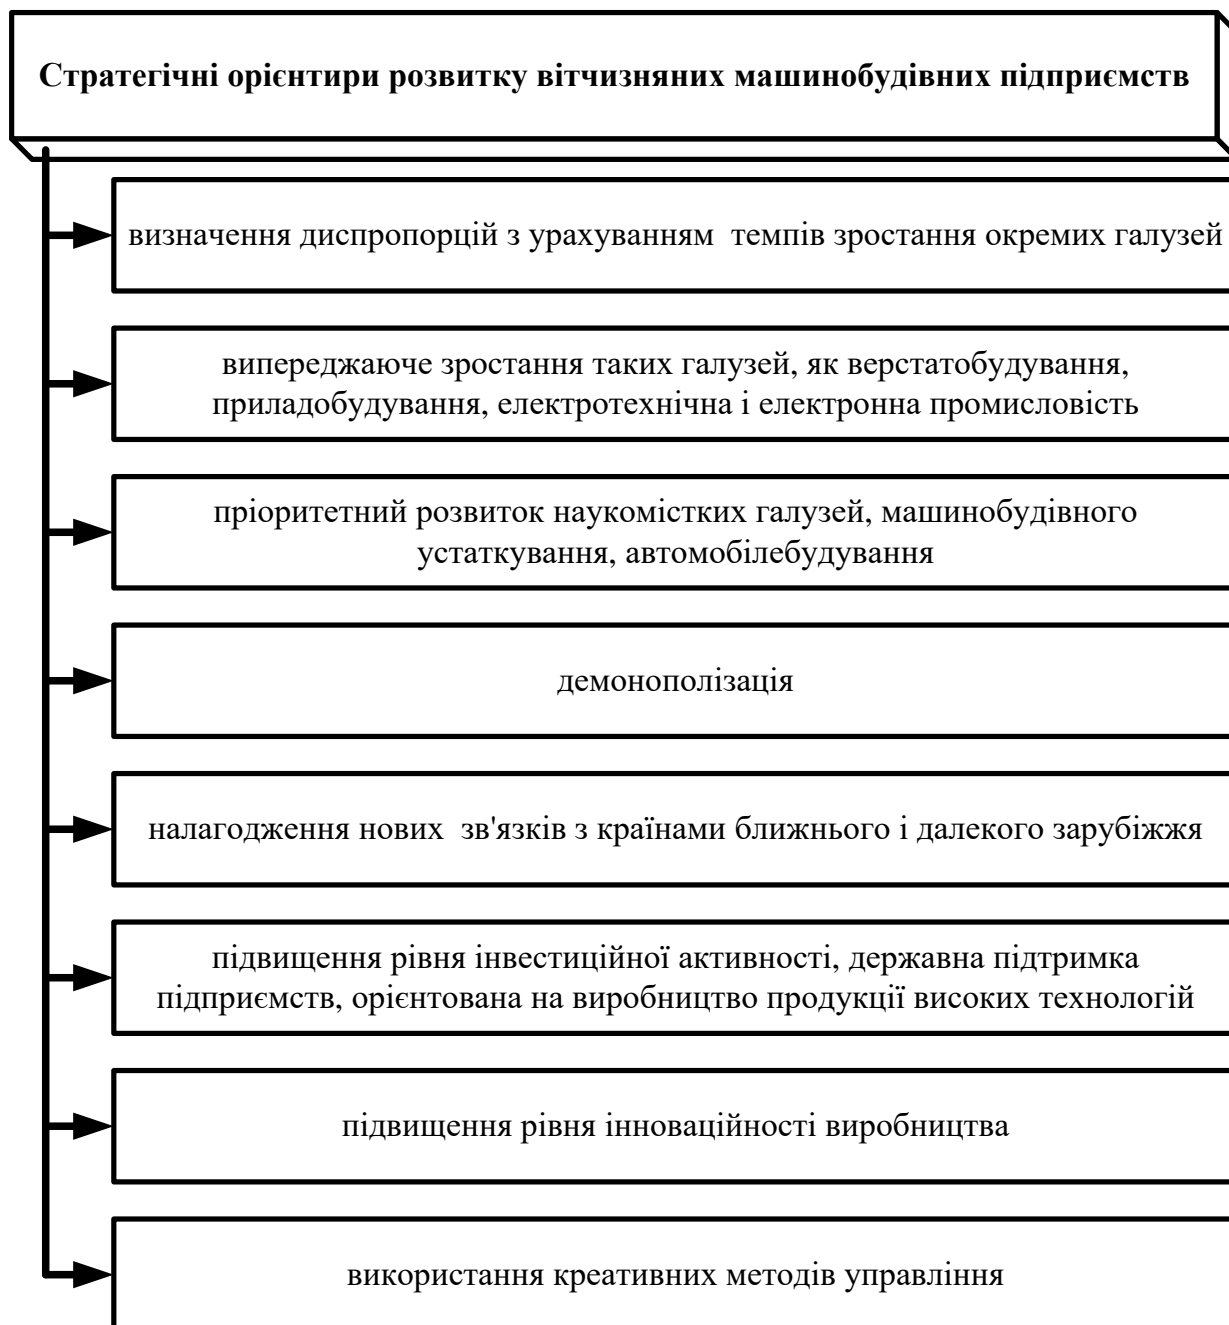 Стратегічні орієнтири розвитку вітчизняних машинобудівних підприємств
визначення диспропорцій з урахуванням темпів зростання окремих галузей
випереджаюче зростання таких галузей, як верстатобудування,
приладобудування, електротехнічна і електронна промисловість
пріоритетний розвиток наукомістких галузей, машинобудівного
устаткування, автомобілебудування
демонополізація
налагодження нових зв'язків з країнами ближнього і далекого зарубіжжя
підвищення рівня інвестиційної активності, державна підтримка
підприємств, орієнтована на виробництво продукції високих технологій
підвищення рівня інноваційності виробництва
використання креативних методів управління